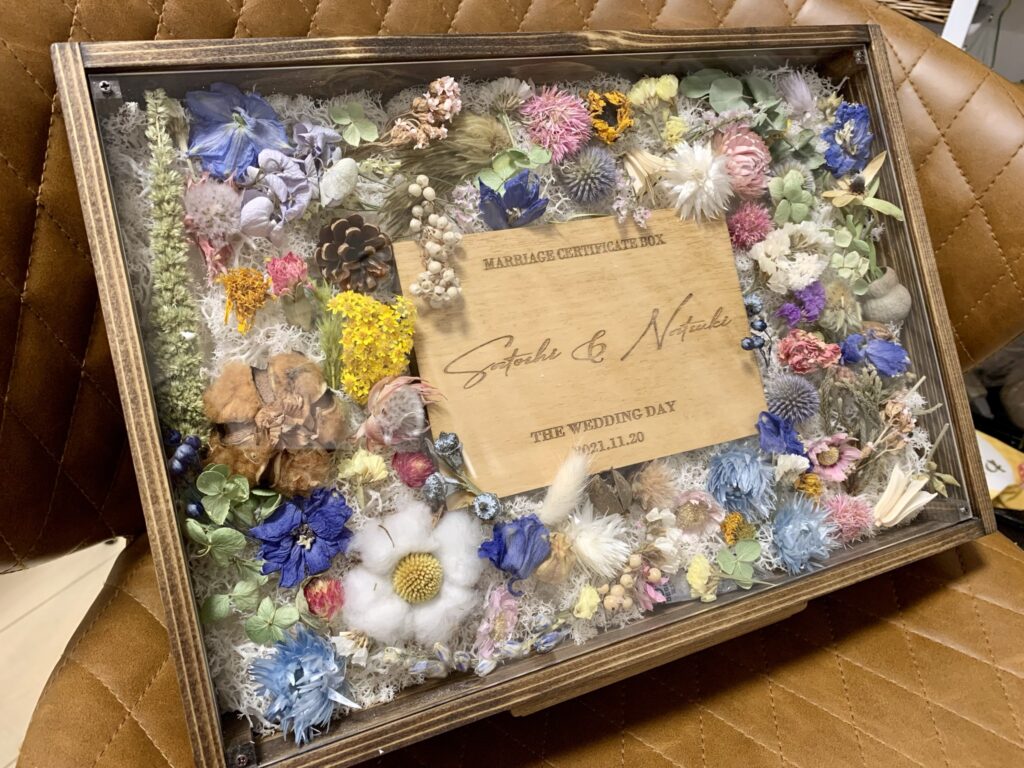 MARRIAGE CERTIFICATE BOX
Satoshi & Natsuki
THE WEDDING DAY
2021.11.20